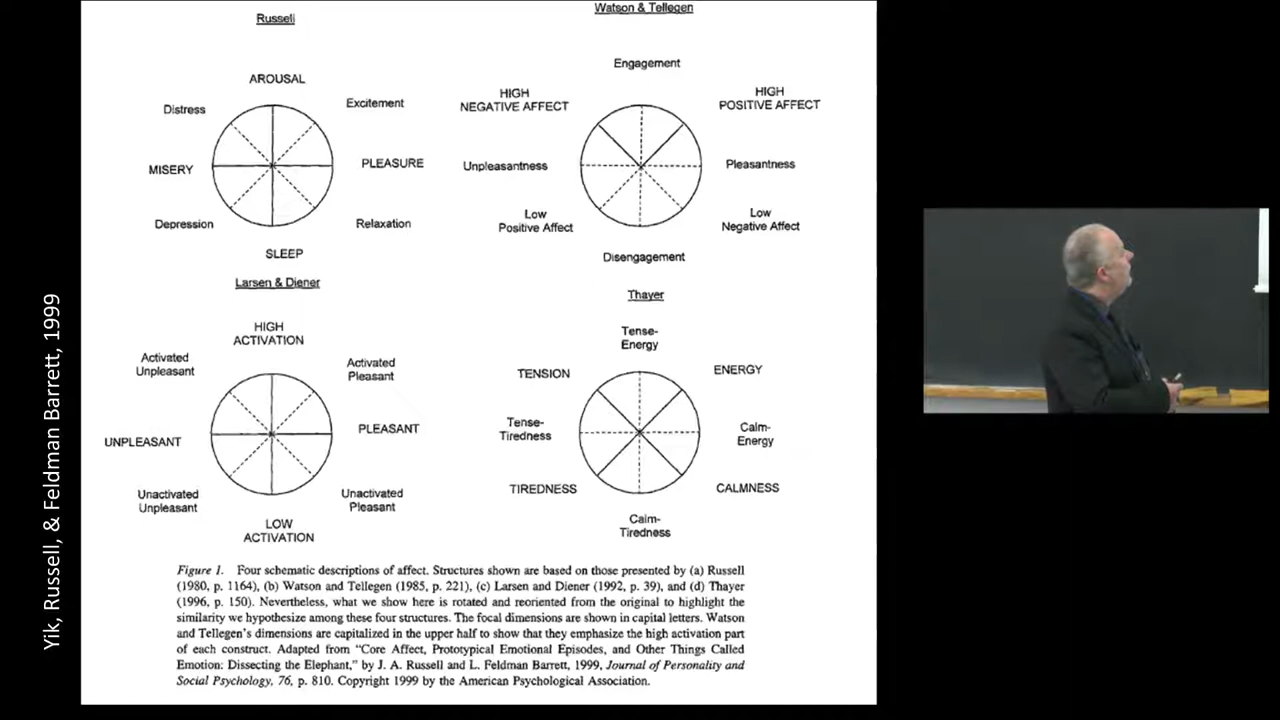 Yik, Russell, & Feldman Barrett, 1999
Russell
AROUSAL
Distress
Excitement
MISERY
PLEASURE
Depression
Relaxation
SLEEP
Watson & Tellegen
Engagement
HIGH
NEGATIVE AFFECT
HIGH
POSITIVE AFFECT
Unpleasantness
Pleasantness
Low
Positive Affect
Low
Negative Affect
Disengagement
Larsen & Diener
HIGH
ACTIVATION
Activated
Unpleasant
Activated
Pleasant
UNPLEASANT
PLEASANT
Unactivated
Unpleasant
Unactivated
Pleasant
LOW
ACTIVATION
Thayer
Tense-
Energy
TENSION
ENERGY
Tense-
Tiredness
Calm-
Energy
TIREDNESS
CALMNESS
Calm-
Tiredness
Figure 1. Four schematic descriptions of affect. Structures shown are based on those presented by (a) Russell
(1980, p. 1164), (b) Watson and Tellegen (1985, p. 221), (c) Larsen and Diener (1992, p. 39), and (d) Thayer
(1996, p. 150). Nevertheless, what we show here is rotated and reoriented from the original to highlight the
similarity we hypothesize among these four structures. The focal dimensions are shown in capital letters. Watson
and Tellegen's dimensions are capitalized in the upper half to show that they emphasize the high activation part
of each construct. Adapted from "Core Affect, Prototypical Emotional Episodes, and Other Things Called
Emotion: Dissecting the Elephant," by J. A. Russell and L. Feldman Barrett, 1999, Journal of Personality and
Social Psychology, 76, p. 810. Copyright 1999 by the American Psychological Association.